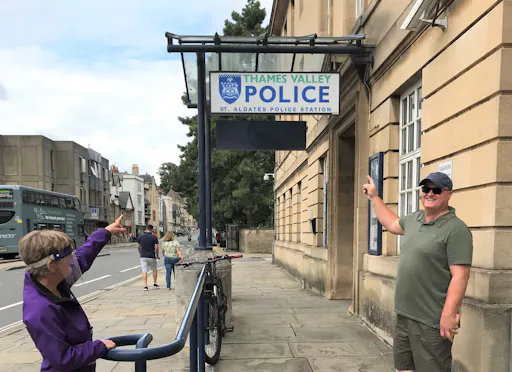 THAMES VALLEY
POLICE
ST. ALDATES POLICE STATION